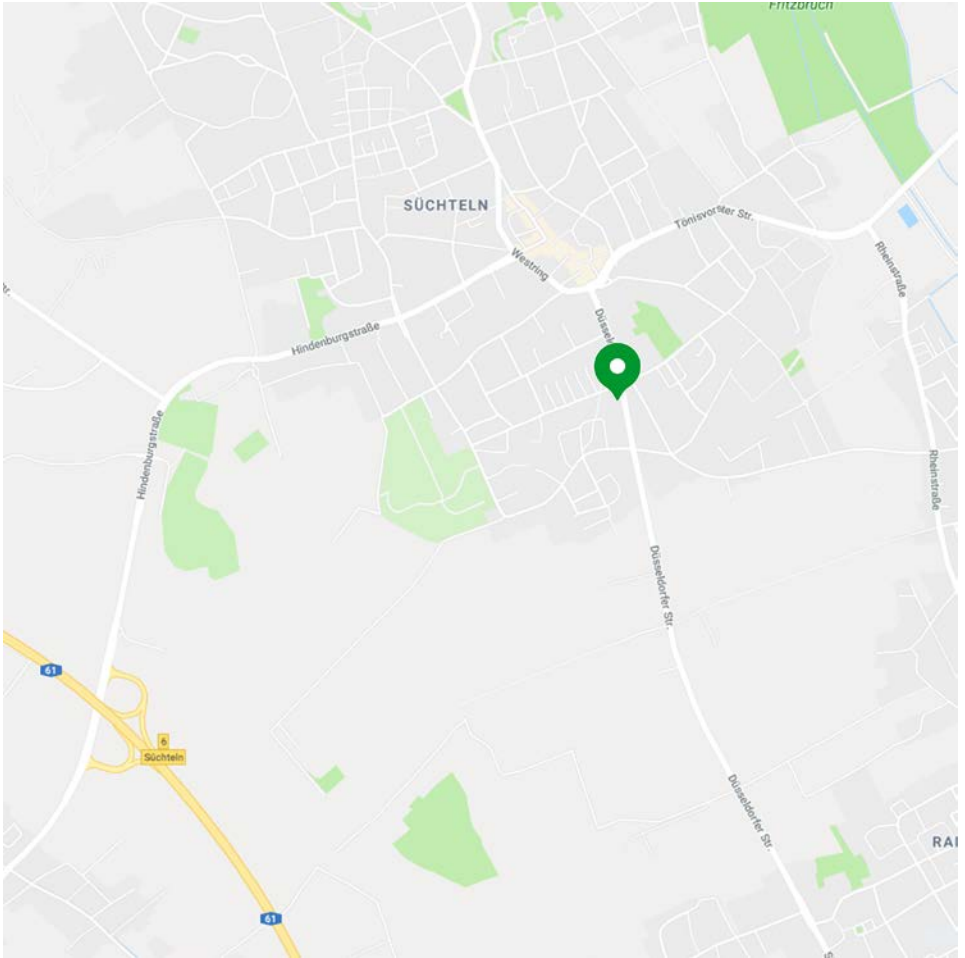 Fritzbruch
SÜCHTELN
Tönisvorster Str.
Westring
Rheinstraße
Hindenburgstraße
Hindenburgstraße
Rheinstraße
Düsseldorfer Str.
61
6
Süchteln
Düsseldorfer Str.
61